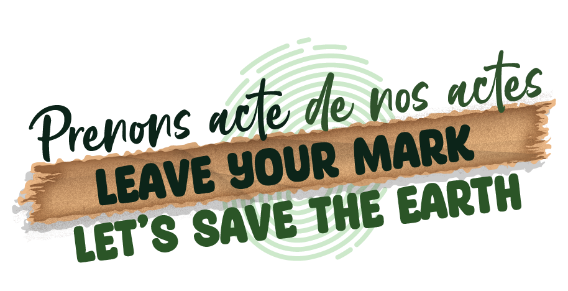 Prenons acte de nos actes
LEAVE YOUR MARK
LET'S SAVE THE EARTH